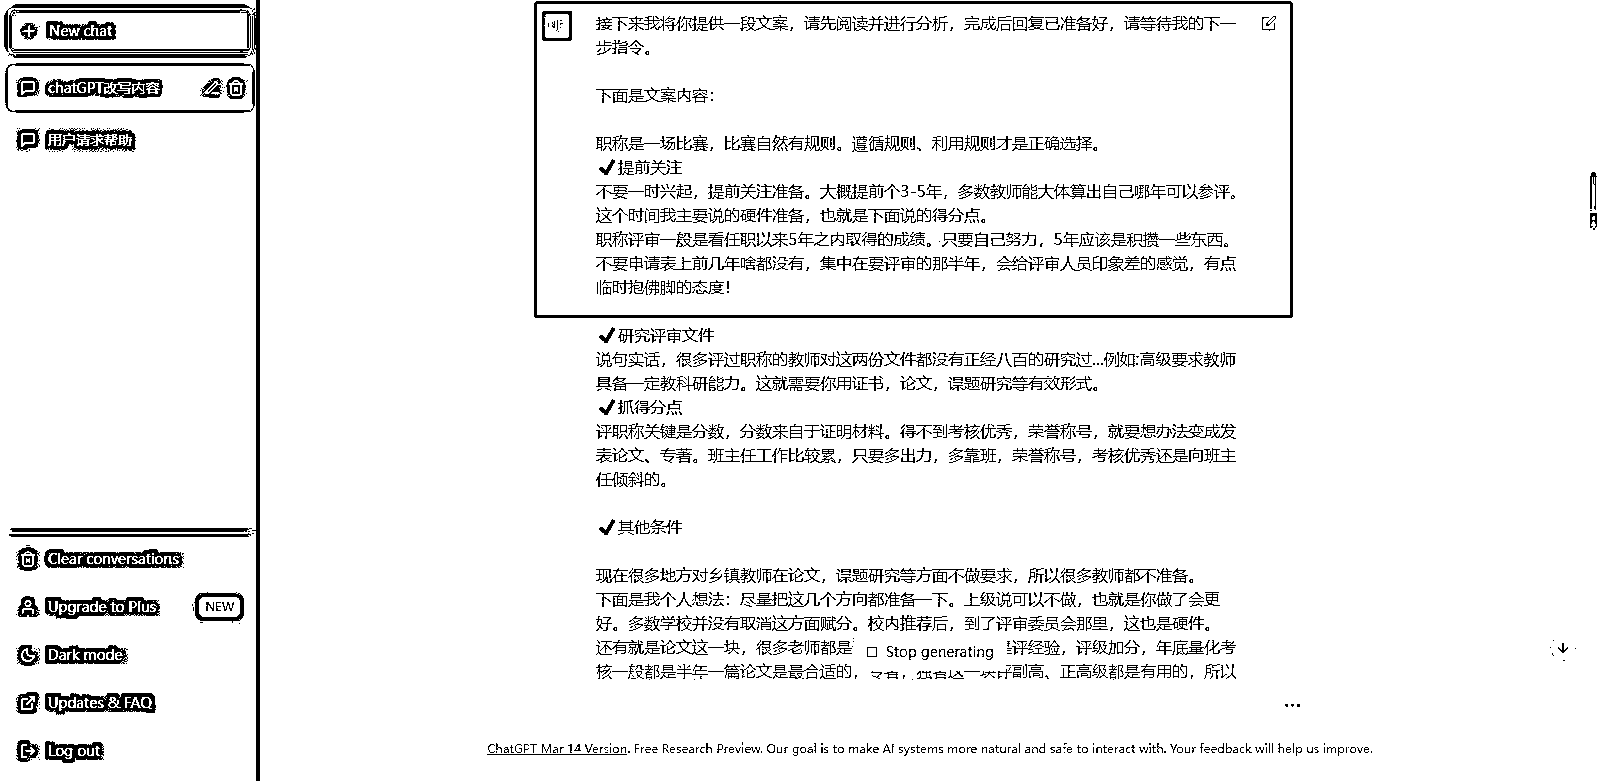 New chat
chatGPT改写内容
用户请求帮助
Clear conversations
Upgrade to Plus
NEW
Dark mode
Updates & FAQ
Log out
接下来我将你提供一段文案，请先阅读并进行分析，完成后回复已准备好，请等待我的下一
步指令。
下面是文案内容：
职称是一场比赛，比赛自然有规则。遵循规则、利用规则才是正确选择。
✔提前关注
不要一时兴起，提前关注准备。大概提前个3-5年，多数教师能大体算出自己哪年可以参评。
这个时间我主要说的硬件准备，也就是下面说的得分点。
职称评审一般是看任职以来5年之内取得的成绩。只要自己努力，5年应该是积攒一些东西。
不要申请表上前几年啥都没有，集中在要评审的那半年，会给评审人员印象差的感觉，有点
临时抱佛脚的态度！
✔研究评审文件
说句实话，很多评过职称的教师对这两份文件都没有正经八百的研究过...例如:高级要求教师
具备一定教科研能力。这就需要你用证书，论文，课题研究等有效形式。
✔抓得分点
评职称关键是分数，分数来自于证明材料。得不到考核优秀，荣誉称号，就要想办法变成发
表论文、专著。班主任工作比较累，只要多出力，多靠班，荣誉称号，考核优秀还是向班主
任倾斜的。
✔其他条件
现在很多地方对乡镇教师在论文，课题研究等方面不做要求，所以很多教师都不准备。
下面是我个人想法：尽量把这几个方向都准备一下。上级说可以不做，也就是你做了会更
好。多数学校并没有取消这方面赋分。校内推荐后，到了评审委员会那里，这也是硬件。
还有就是论文这一块，很多老师都是 评经验，评级加分，年底量化考
Stop generating
核一般都是半年一篇论文是最合适的，专著，独著这一块评副高、正高级都是有用的，所以
ChatGPT Mar 14 Version. Free Research Preview. Our goal is to make AI systems more natural and safe to interact with. Your feedback will help us improve.